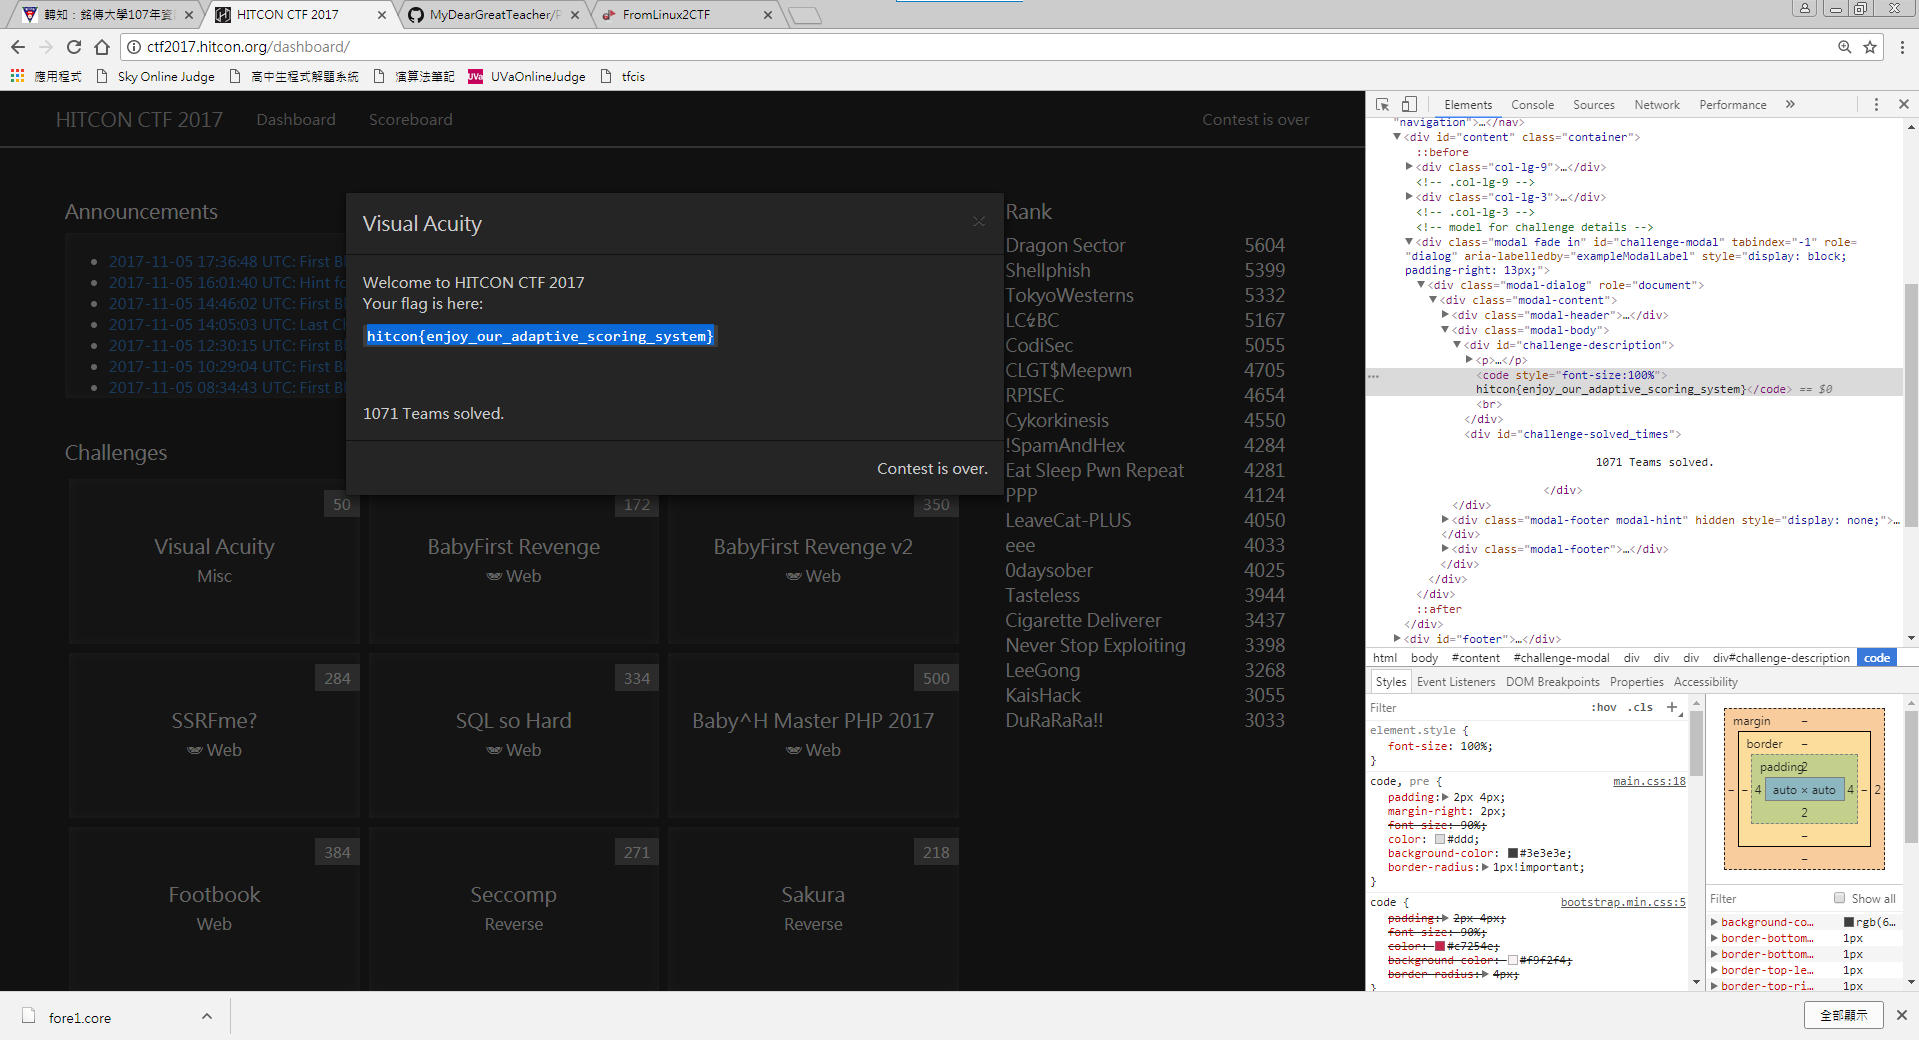 轉知：銘傳大學107年資
HITCON CTF 2017
MyDearGreatTeacher/P
FromLinux2CTF
ctf2017.hitcon.org/dashboard/
應用程式 Sky Online Judge 高中生程式解題系統 演算法筆記 UVa UVaOnlineJudge tfcis
HITCON CTF 2017 Dashboard Scoreboard Contest is over
Announcements
2017-11-05 17:36:48 UTC: First Bl
2017-11-05 16:01:40 UTC: Hint fo
2017-11-05 14:46:02 UTC: First Bl
2017-11-05 14:05:03 UTC: Last Ch
2017-11-05 12:30:15 UTC: First Bl
2017-11-05 10:29:04 UTC: First Bl
2017-11-05 08:34:43 UTC: First Bl
Visual Acuity ×
Welcome to HITCON CTF 2017
Your flag is here:
hitcon{enjoy_our_adaptive_scoring_system}
1071 Teams solved.
Contest is over.
Challenges
50
Visual Acuity
Misc
172
BabyFirst Revenge
Web
350
BabyFirst Revenge v2
Web
284
SSRFme?
Web
334
SQL so Hard
Web
500
Baby^H Master PHP 2017
Web
384
Footbook
Web
271
Seccomp
Reverse
218
Sakura
Reverse
Rank
Dragon Sector 5604
Shellphish 5399
TokyoWesterns 5332
LCϟBC 5167
CodiSec 5055
CLGT$Meepwn 4705
RPISEC 4654
Cykorkinesis 4550
!SpamAndHex 4284
Eat Sleep Pwn Repeat 4281
PPP 4124
LeaveCat-PLUS 4050
eee 4033
0daysober 4025
Tasteless 3944
Cigarette Deliverer 3437
Never Stop Exploiting 3398
LeeGong 3268
KaisHack 3055
DuRaRaRa!! 3033
Elements Console Sources Network Performance »
"navigation">…</nav>
<div id="content" class="container">
::before
<div class="col-lg-9">…</div>
<!-- .col-lg-9 -->
<div class="col-lg-3">…</div>
<!-- .col-lg-3 -->
<!-- model for challenge details -->
<div class="modal fade in" id="challenge-modal" tabindex="-1" role=
"dialog" aria-labelledby="exampleModalLabel" style="display: block;
padding-right: 13px;">
<div class="modal-dialog" role="document">
<div class="modal-content">
<div class="modal-header">…</div>
<div class="modal-body">
<div id="challenge-description">
<p>…</p>
<code style="font-size:100%">
hitcon{enjoy_our_adaptive_scoring_system}</code> == $0
<br>
</div>
<div id="challenge-solved_times">
1071 Teams solved.
</div>
</div>
<div class="modal-footer modal-hint" hidden style="display: none;">…
</div>
<div class="modal-footer">…</div>
</div>
</div>
</div>
::after
</div>
<div id="footer">…</div>
html body #content #challenge-modal div div div div#challenge-description code
Styles Event Listeners DOM Breakpoints Properties Accessibility
Filter :hov .cls +
element.style {
font-size: 100%;
}
code, pre { main.css:18
padding: 2px 4px;
margin-right: 2px;
font-size: 90%;
color: #ddd;
background-color: #3e3e3e;
border-radius: 1px!important;
}
code { bootstrap.min.css:5
padding: 2px 4px;
font-size: 90%;
color: #c7254e;
background-color: #f9f2f4;
border-radius: 4px;
}
margin –
border –
padding 2
– – 4 auto × auto 4 – 2
2
–
–
Filter Show all
background-co… rgb(6…
border-bottom… 1px
border-bottom… 1px
border-top-le… 1px
border-top-ri… 1px
fore1.core
全部顯示